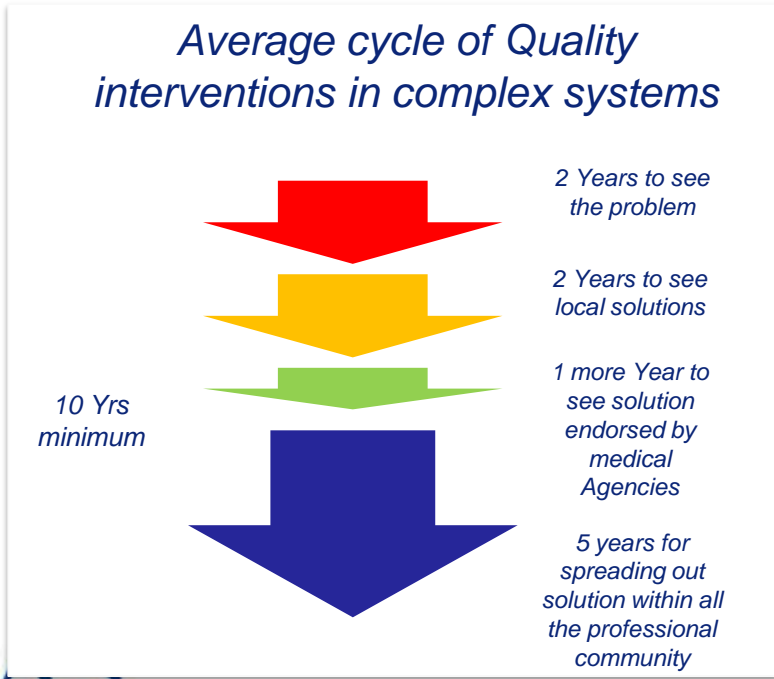 Average cycle of Quality
interventions in complex systems
2 Years to see
the problem
2 Years to see
local solutions
10 Yrs
minimum
1 more Year to
see solution
endorsed by
medical
Agencies
5 years for
spreading out
solution within all
the professional
community